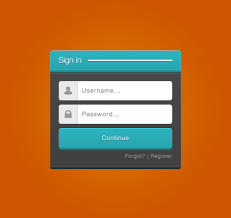 Sign in
Username...
Password...
Continue
Forgot? | Register